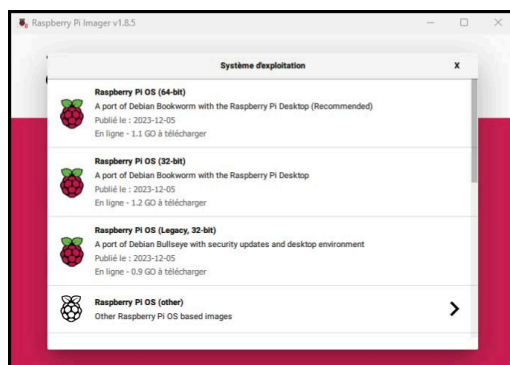 Raspberry Pi Imager v1.8.5
Système d'exploitation
X
Raspberry Pi OS (64-bit)
A port of Debian Bookworm with the Raspberry Pi Desktop (Recommended)
Publié le : 2023-12-05
En ligne - 1.1 GO à télécharger
Raspberry Pi OS (32-bit)
A port of Debian Bookworm with the Raspberry Pi Desktop
Publié le : 2023-12-05
En ligne - 1.2 GO à télécharger
Raspberry Pi OS (Legacy, 32-bit)
A port of Debian Bullseye with security updates and desktop environment
Publié le : 2023-12-05
En ligne - 0.9 GO à télécharger
Raspberry Pi OS (other)
Other Raspberry Pi OS based images